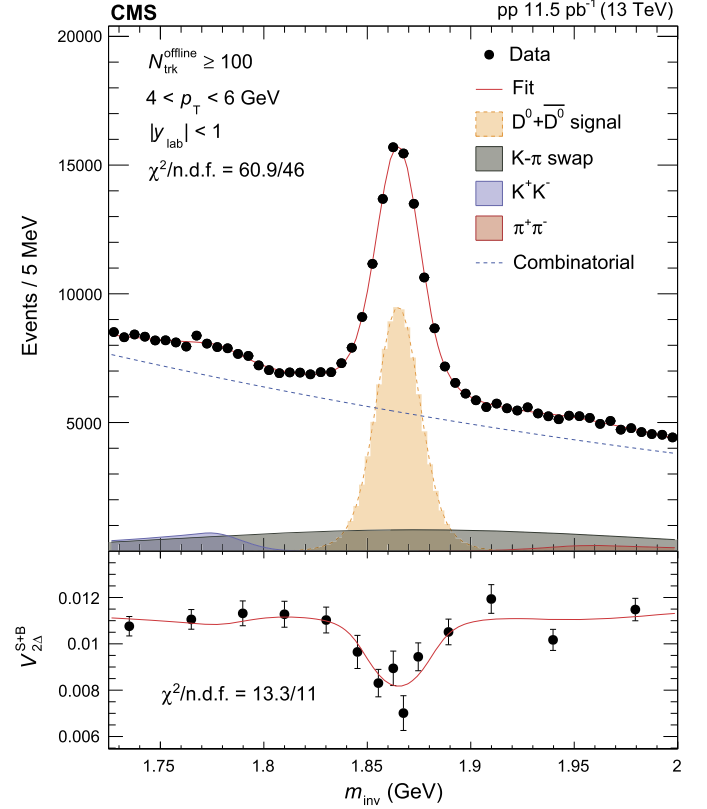 CMS pp 11.5 pb⁻¹ (13 TeV)
20000
15000
10000
5000
Events / 5 MeV
N_trk^offline ≥ 100
4 < p_T < 6 GeV
|y_lab| < 1
χ²/n.d.f. = 60.9/46
Data
Fit
D⁰+D̅⁰ signal
K-π swap
K⁺K⁻
π⁺π⁻
Combinatorial
0.012
0.01
0.008
0.006
V_2Δ^S+B
χ²/n.d.f. = 13.3/11
1.75 1.8 1.85 1.9 1.95 2
m_inv (GeV)